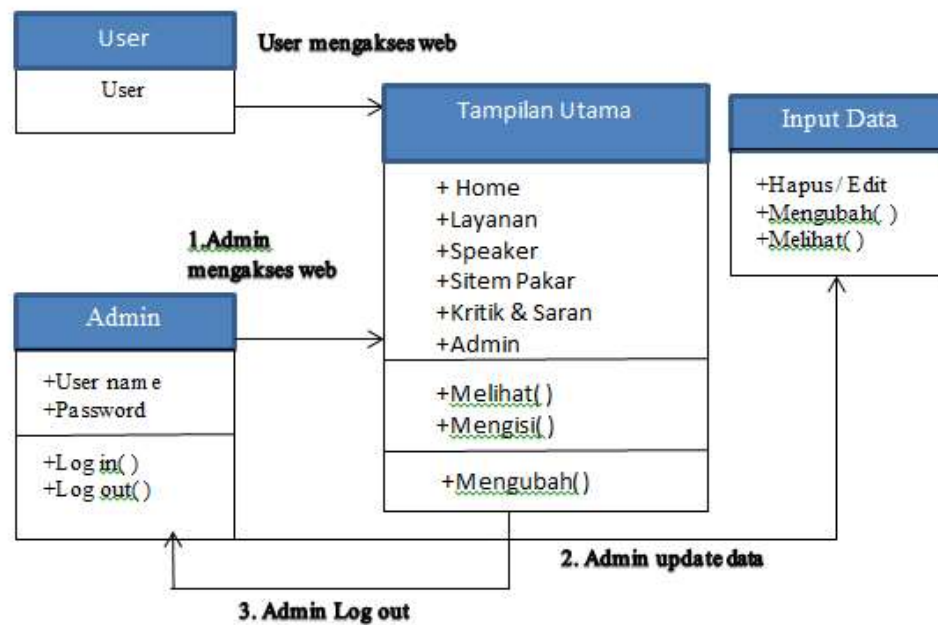 User
User
User mengakses web
Tampilan Utama
+ Home
+Layanan
+Speaker
+Sitem Pakar
+Kritik & Saran
+Admin
+Melihat( )
+Mengisi()
+Mengubah()
Input Data
+Hapus/ Edit
+Mengubah( )
+Melihat( )
1.Admin
mengakses web
Admin
+User name
+Password
+Log in( )
+Log out()
2. Admin update data
3. Admin Log out